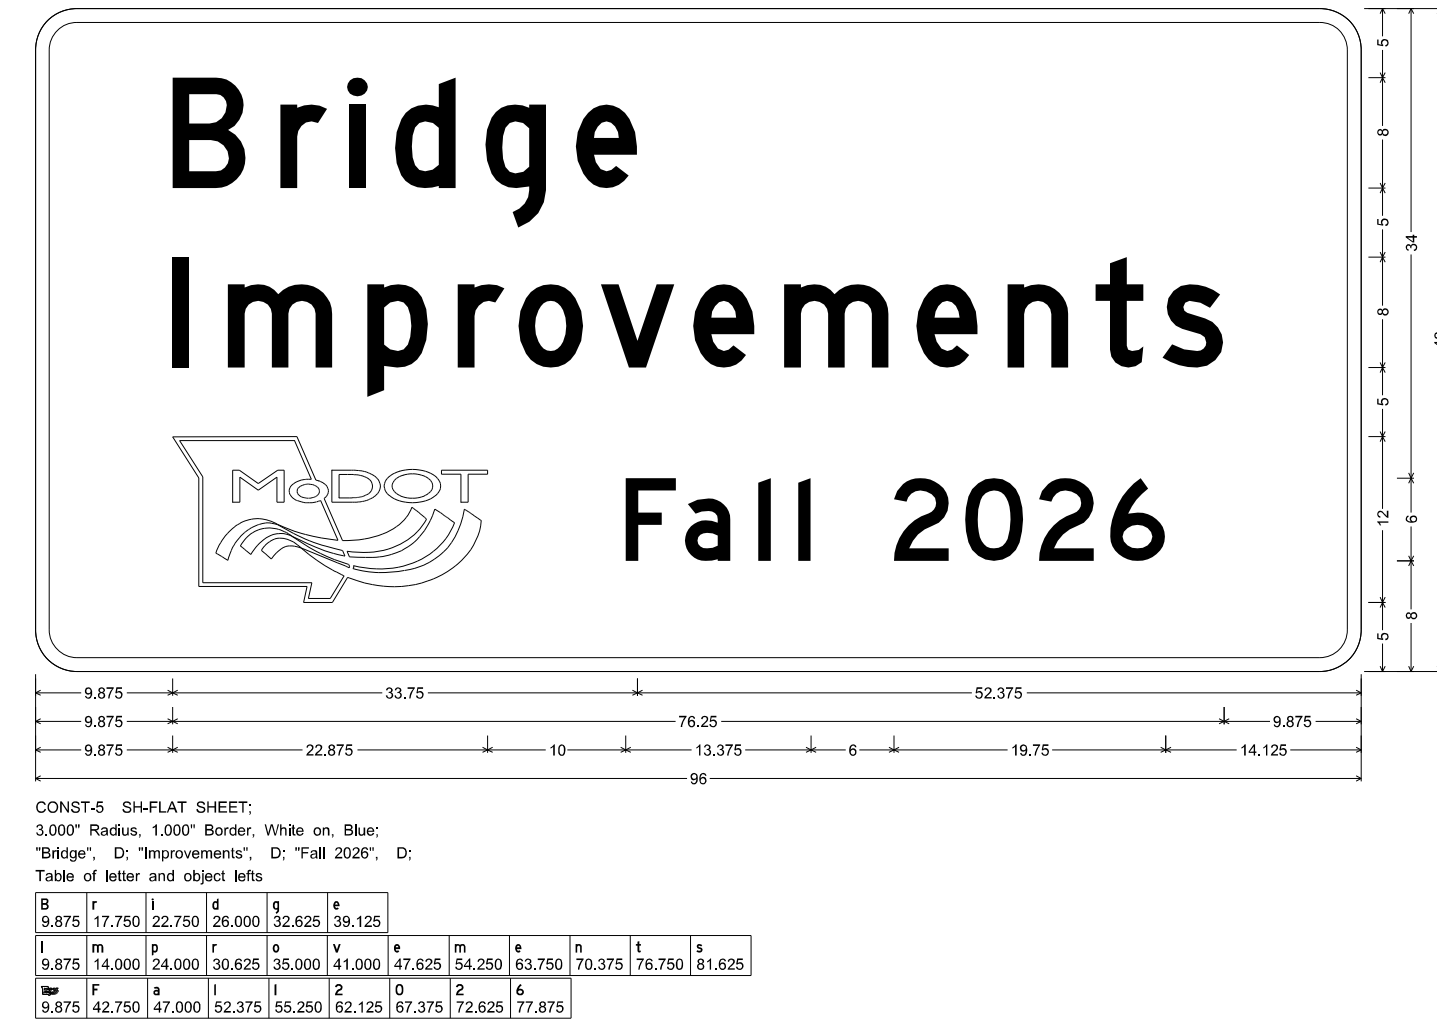 Bridge
Improvements
MoDOT
Fall 2026
5
8
5
8
5
12
5
34
6
8
9.875 33.75 52.375
9.875 76.25 9.875
9.875 22.875 10 13.375 6 19.75 14.125
96
CONST-5 SH-FLAT SHEET;
3.000" Radius, 1.000" Border, White on, Blue;
"Bridge", D; "Improvements", D; "Fall 2026", D;
Table of letter and object lefts
B r i d g e
9.875 17.750 22.750 26.000 32.625 39.125
I m p r o v e m e n t s
9.875 14.000 24.000 30.625 35.000 41.000 47.625 54.250 63.750 70.375 76.750 81.625
F a l l 2 0 2 6
9.875 42.750 47.000 52.375 55.250 62.125 67.375 72.625 77.875